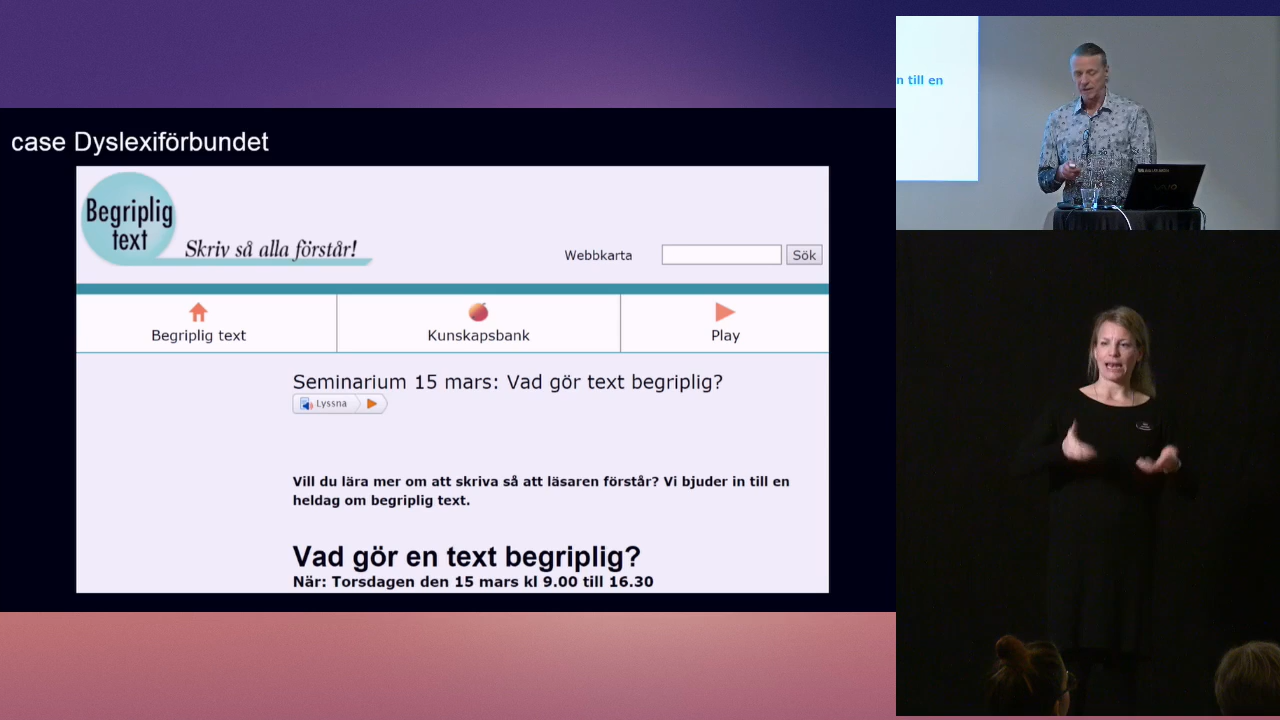 case Dyslexiförbundet
Begriplig
text
Skriv så alla förstår!
Webbkarta
Sök
Begriplig text
Kunskapsbank
Play
Seminarium 15 mars: Vad gör text begriplig?
Lyssna
Vill du lära mer om att skriva så att läsaren förstår? Vi bjuder in till en
heldag om begriplig text.
Vad gör en text begriplig?
När: Torsdagen den 15 mars kl 9.00 till 16.30
n till en
VAIO